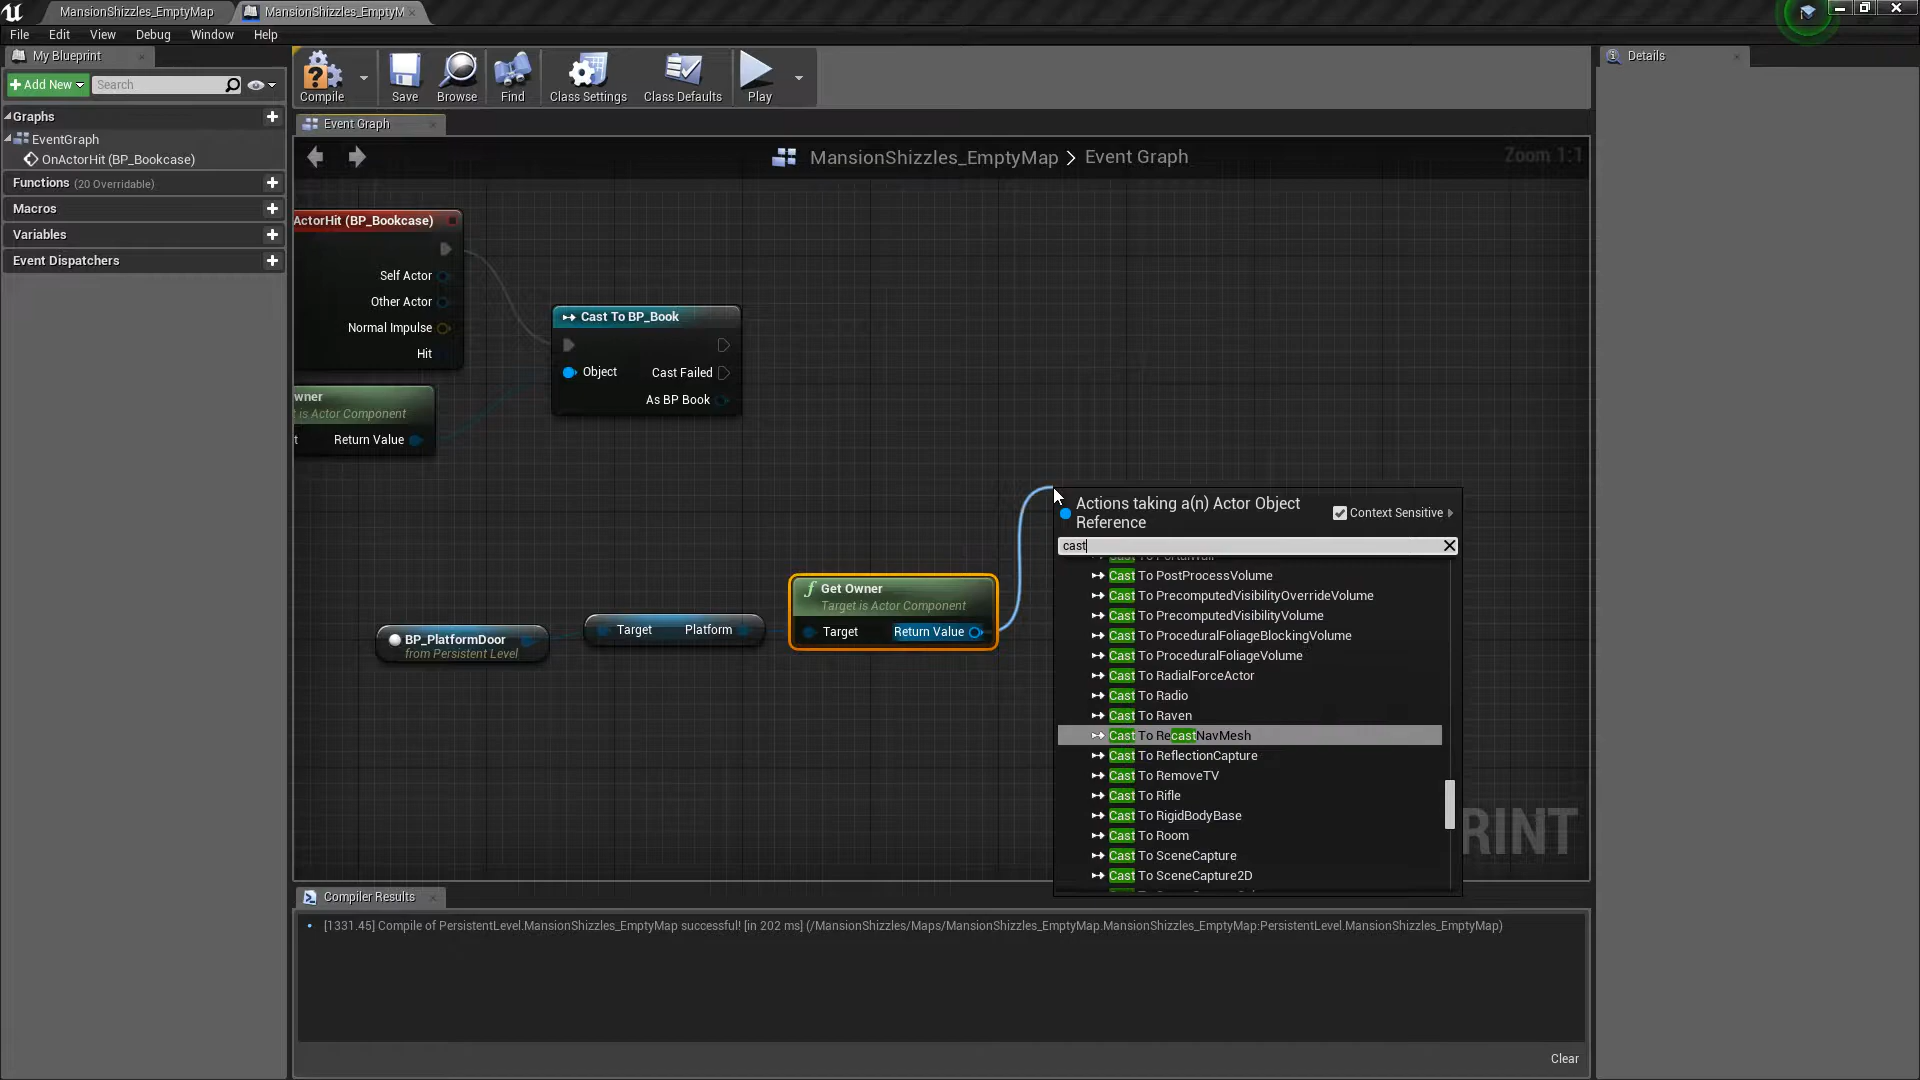 MansionShizzles_EmptyMap
MansionShizzles_EmptyM
File Edit View Debug Window Help
My Blueprint
Add New
Search
Graphs
EventGraph
OnActorHit (BP_Bookcase)
Functions (20 Overridable)
Macros
Variables
Event Dispatchers
Compile
Save
Browse
Find
Class Settings
Class Defaults
Play
Event Graph
MansionShizzles_EmptyMap > Event Graph
Zoom 1:1
ActorHit (BP_Bookcase)
Self Actor
Other Actor
Normal Impulse
Hit
wner
t is Actor Component
t Return Value
Cast To BP_Book
Object Cast Failed
As BP Book
BP_PlatformDoor
from Persistent Level
Target Platform
Get Owner
Target is Actor Component
Target Return Value
Actions taking a(n) Actor Object
Reference
Context Sensitive
cast
Cast To PostProcessVolume
Cast To PrecomputedVisibilityOverrideVolume
Cast To PrecomputedVisibilityVolume
Cast To ProceduralFoliageBlockingVolume
Cast To ProceduralFoliageVolume
Cast To RadialForceActor
Cast To Radio
Cast To Raven
Cast To RecastNavMesh
Cast To ReflectionCapture
Cast To RemoveTV
Cast To Rifle
Cast To RigidBodyBase
Cast To Room
Cast To SceneCapture
Cast To SceneCapture2D
RINT
Compiler Results
[1331.45] Compile of PersistentLevel.MansionShizzles_EmptyMap successful! [in 202 ms] (/MansionShizzles/Maps/MansionShizzles_EmptyMap.MansionShizzles_EmptyMap:PersistentLevel.MansionShizzles_EmptyMap)
Clear
Details